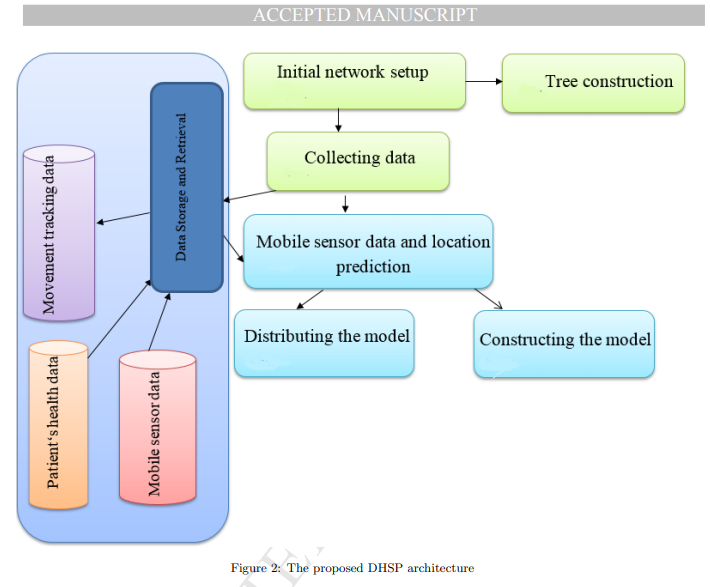 ACCEPTED MANUSCRIPT
Initial network setup
Tree construction
Collecting data
Data Storage and Retrieval
Movement tracking data
Mobile sensor data and location
prediction
Distributing the model
Constructing the model
Patient's health data
Mobile sensor data
Figure 2: The proposed DHSP architecture